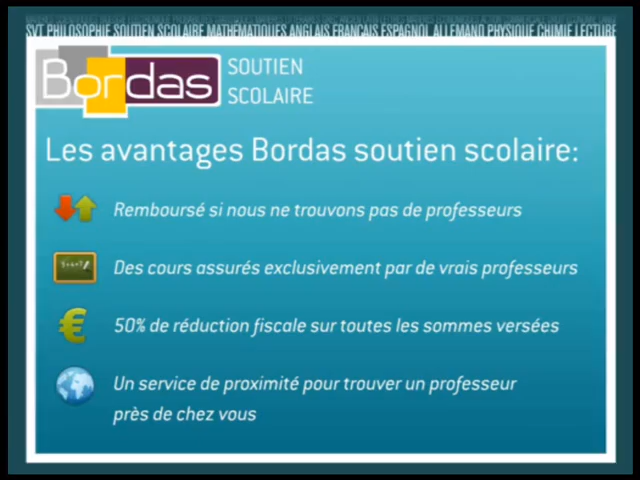 SVT PHILOSOPHIE SOUTIEN SCOLAIRE MATHÉMATIQUES ANGLAIS FRANÇAIS ESPAGNOL ALLEMAND PHYSIQUE CHIMIE LECTURE
Bordas
SOUTIEN
SCOLAIRE
Les avantages Bordas soutien scolaire:
Remboursé si nous ne trouvons pas de professeurs
Des cours assurés exclusivement par de vrais professeurs
50% de réduction fiscale sur toutes les sommes versées
Un service de proximité pour trouver un professeur
près de chez vous